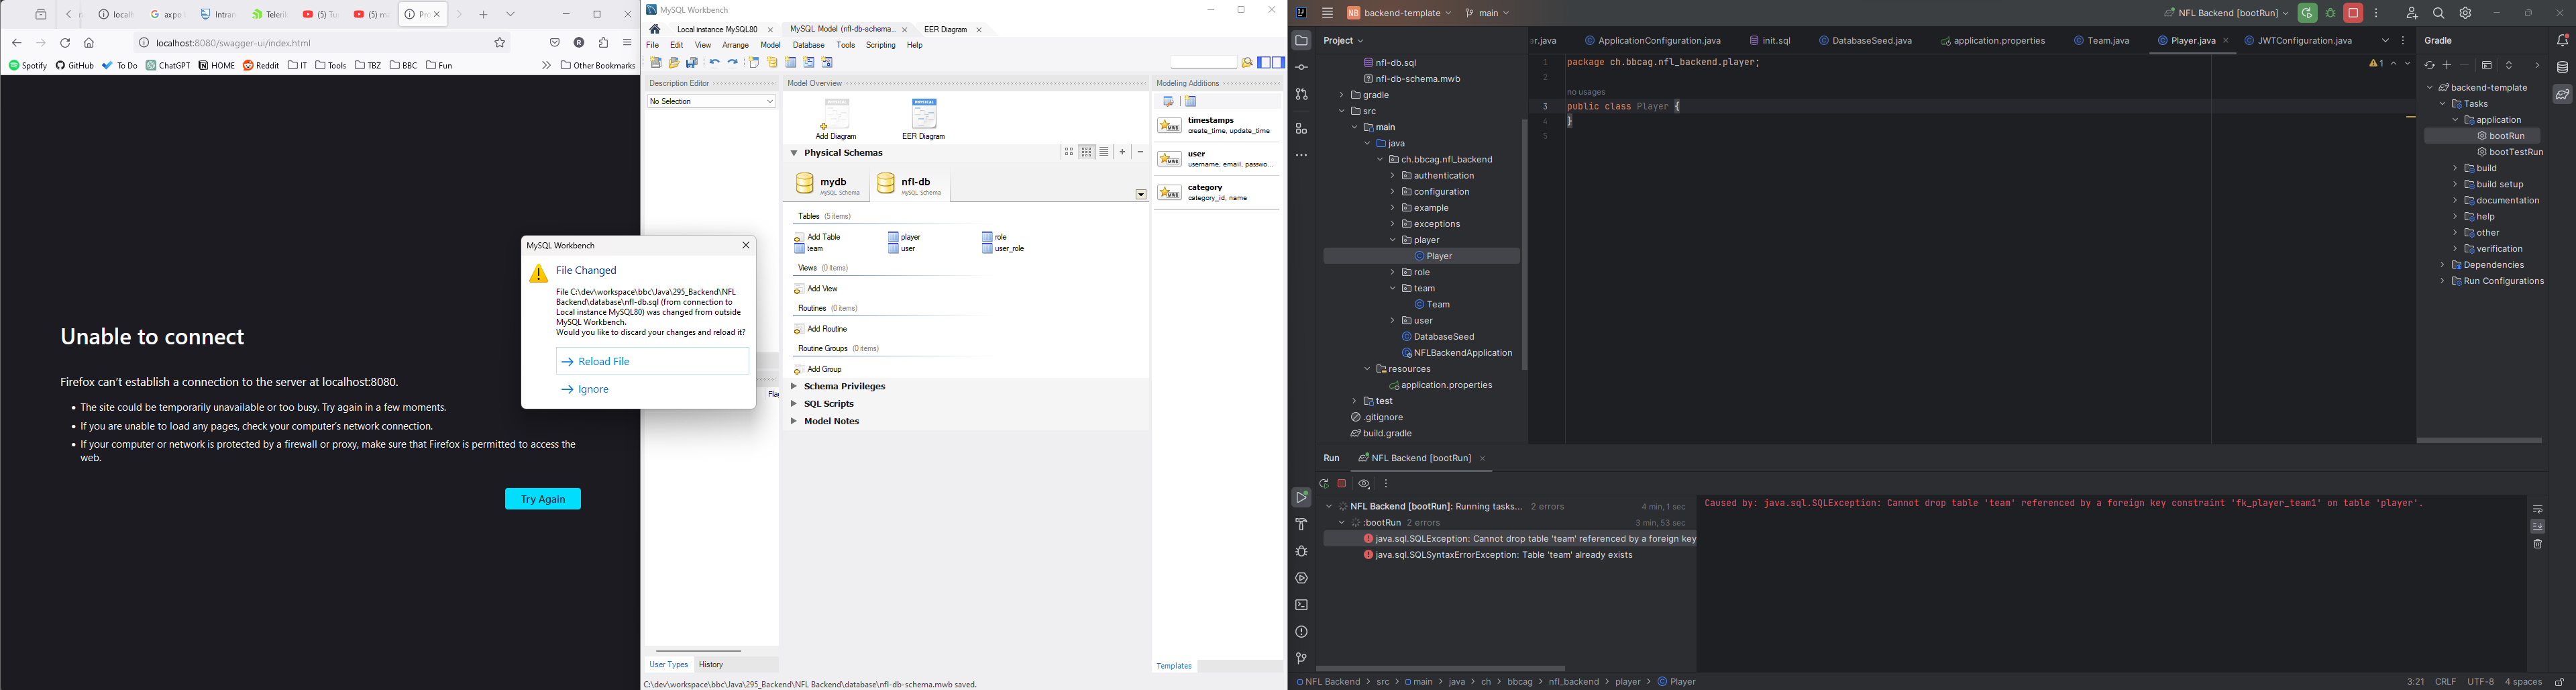 localh
axpo
Intran
Telerik
(5) Tu
(5) ma
Pro
localhost:8080/swagger-ui/index.html
Spotify GitHub To Do ChatGPT HOME Reddit IT Tools TBZ BBC Fun
Other Bookmarks
Unable to connect
Firefox can't establish a connection to the server at localhost:8080.
The site could be temporarily unavailable or too busy. Try again in a few moments.
If you are unable to load any pages, check your computer's network connection.
If your computer or network is protected by a firewall or proxy, make sure that Firefox is permitted to access the
web.
Try Again
MySQL Workbench
File Changed
File C:\dev\workspace\bbc\Java\295_Backend\NFL
Backend\database\nfl-db.sql (from connection to
Local instance MySQL80) was changed from outside
MySQL Workbench.
Would you like to discard your changes and reload it?
Reload File
Ignore
MySQL Workbench
Local instance MySQL80
MySQL Model (nfl-db-schema...
EER Diagram
File Edit View Arrange Model Database Tools Scripting Help
Description Editor
No Selection
Flag
User Types History
Model Overview
Add Diagram
EER Diagram
Physical Schemas
mydb
MySQL Schema
nfl-db
MySQL Schema
Tables (5 items)
Add Table player role
team user user_role
Views (0 items)
Add View
Routines (0 items)
Add Routine
Routine Groups (0 items)
Add Group
Schema Privileges
SQL Scripts
Model Notes
Modeling Additions
timestamps
create_time, update_time
user
username, email, passwo...
category
category_id, name
Templates
C:\dev\workspace\bbc\Java\295_Backend\NFL Backend\database\nfl-db-schema.mwb saved.
NB backend-template
main
NFL Backend [bootRun]
Project
nfl-db.sql
nfl-db-schema.mwb
gradle
src
main
java
ch.bbcag.nfl_backend
authentication
configuration
example
exceptions
player
Player
role
team
Team
user
DatabaseSeed
NFLBackendApplication
resources
application.properties
test
.gitignore
build.gradle
er.java
ApplicationConfiguration.java
init.sql
DatabaseSeed.java
application.properties
Team.java
Player.java
JWTConfiguration.java
1 package ch.bbcag.nfl_backend.player;
1
2
no usages
3 public class Player {
4 }
5
Gradle
backend-template
Tasks
application
bootRun
bootTestRun
build
build setup
documentation
help
other
verification
Dependencies
Run Configurations
Run
NFL Backend [bootRun]
NFL Backend [bootRun]: Running tasks... 2 errors 4 min, 1 sec
:bootRun 2 errors 3 min, 53 sec
java.sql.SQLException: Cannot drop table 'team' referenced by a foreign key
java.sql.SQLSyntaxErrorException: Table 'team' already exists
Caused by: java.sql.SQLException: Cannot drop table 'team' referenced by a foreign key constraint 'fk_player_team1' on table 'player'.
NFL Backend > src > main > java > ch > bbcag > nfl_backend > player > Player
3:21 CRLF UTF-8 4 spaces